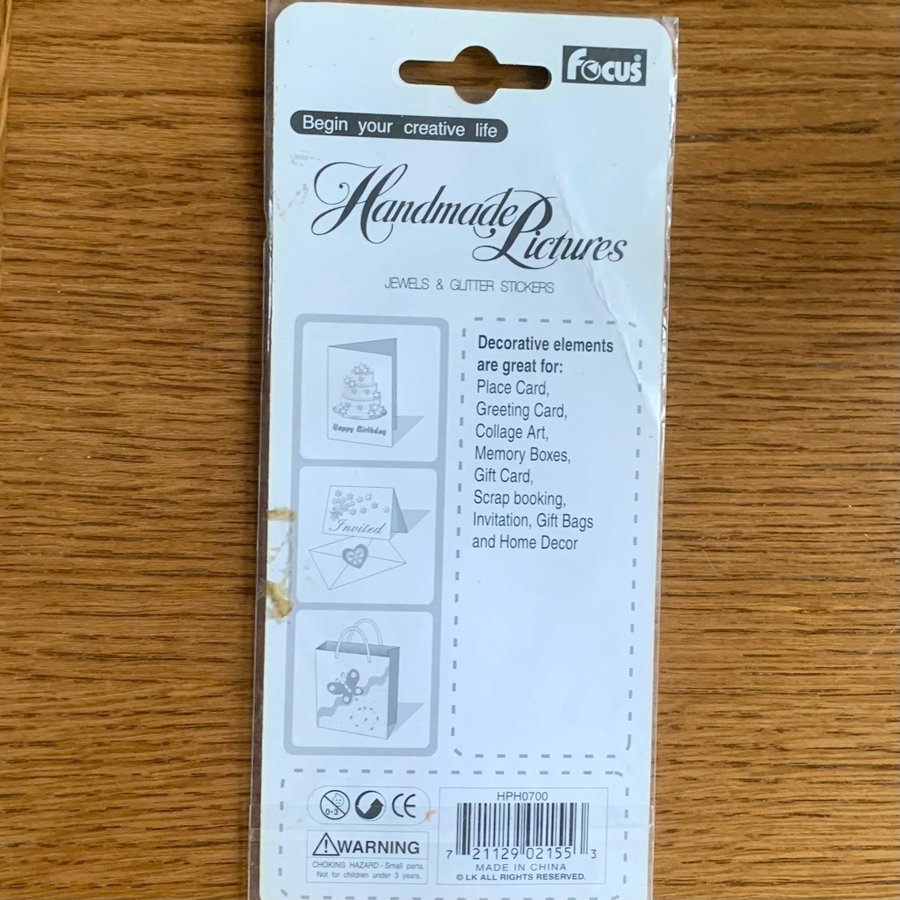 Focus®
Begin your creative life
Handmade
Pictures
JEWELS & GLITTER STICKERS
Happy Birthday
Invited
Decorative elements
are great for:
Place Card,
Greeting Card,
Collage Art,
Memory Boxes,
Gift Card,
Scrap booking,
Invitation, Gift Bags
and Home Decor
0-3
CE
WARNING
CHOKING HAZARD - Small parts.
Not for children under 3 years.
HPH0700
7 21129 02155 3
MADE IN CHINA
© LK ALL RIGHTS RESERVED.